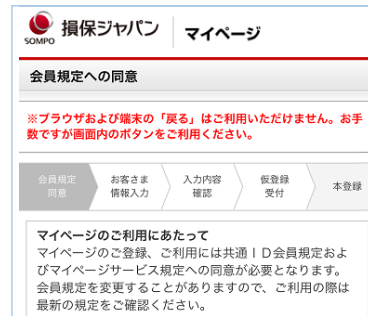 SOMPO
損保ジャパン マイページ
会員規定への同意
※ブラウザおよび端末の「戻る」はご利用いただけません。お手
数ですが画面内のボタンをご利用ください。
会員規定
同意
お客さま
情報入力
入力内容
確認
仮登録
受付
本登録
マイページのご利用にあたって
マイページのご登録、ご利用には共通ＩＤ会員規定およ
びマイページサービス規定への同意が必要となります。
会員規定を変更することがありますので、ご利用の際は
最新の規定をご確認ください。